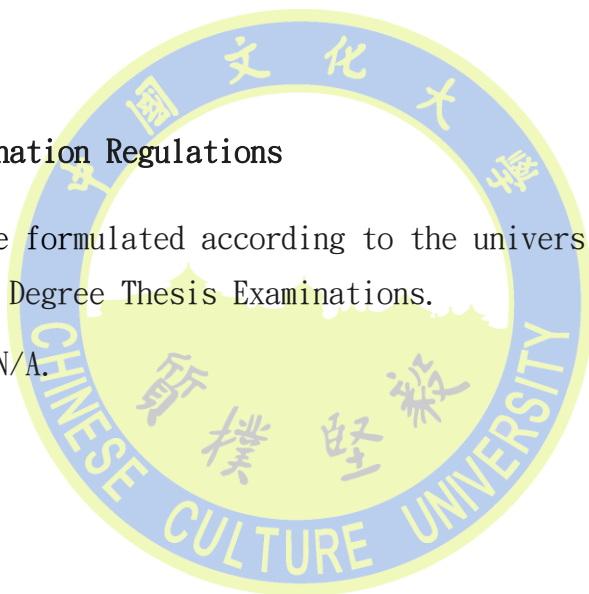 中國文化大學
nation Regulations
e formulated according to the univers
Degree Thesis Examinations.
N/A.
質樸堅毅
CHINESE CULTURE UNIVERSITY